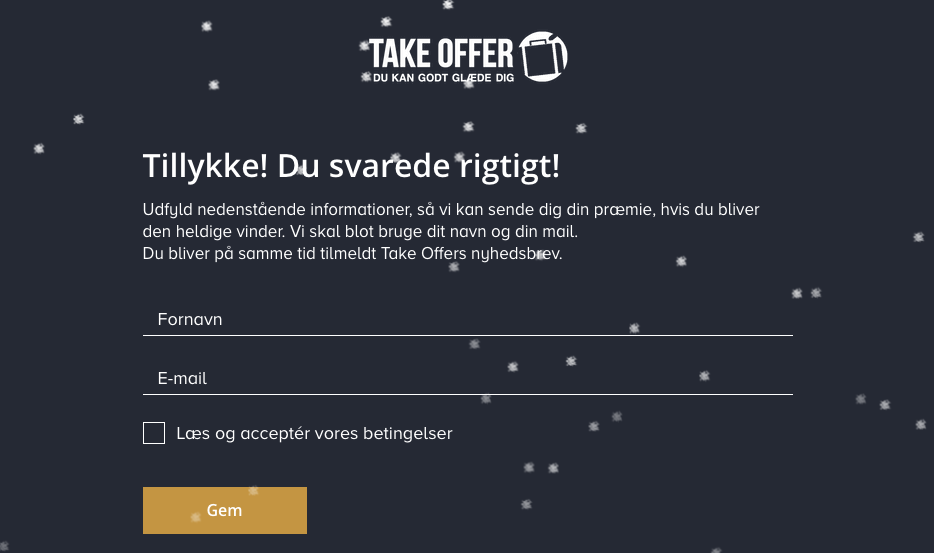 TAKE OFFER
DU KAN GODT GLÆDE DIG
Tillykke! Du svarede rigtigt!
Udfyld nedenstående informationer, så vi kan sende dig din præmie, hvis du bliver
den heldige vinder. Vi skal blot bruge dit navn og din mail.
Du bliver på samme tid tilmeldt Take Offers nyhedsbrev.
Fornavn
E-mail
Læs og acceptér vores betingelser
Gem